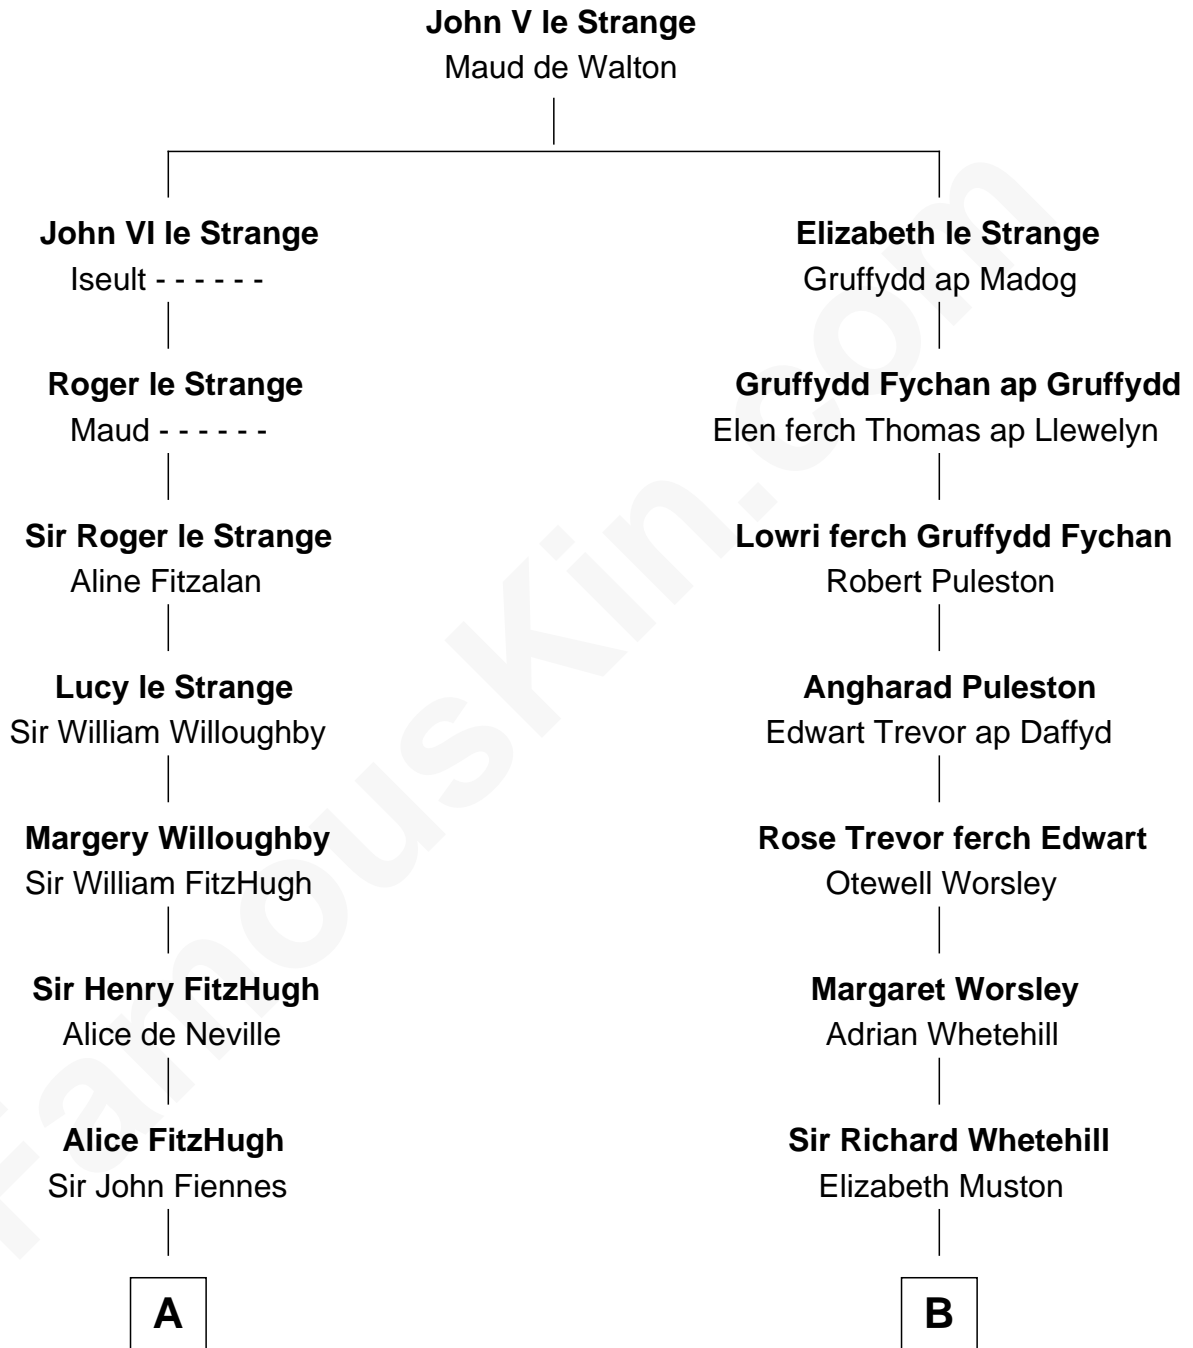 John V le Strange
Maud de Walton
John VI le Strange
Iseult - - - - - -
Elizabeth le Strange
Gruffydd ap Madog
Roger le Strange
Maud - - - - - -
Gruffydd Fychan ap Gruffydd
Elen ferch Thomas ap Llewelyn
Sir Roger le Strange
Aline Fitzalan
Lowri ferch Gruffydd Fychan
Robert Puleston
Lucy le Strange
Sir William Willoughby
Angharad Puleston
Edwart Trevor ap Daffyd
Margery Willoughby
Sir William FitzHugh
Rose Trevor ferch Edwart
Otewell Worsley
Sir Henry FitzHugh
Alice de Neville
Margaret Worsley
Adrian Whetehill
Alice FitzHugh
Sir John Fiennes
Sir Richard Whetehill
Elizabeth Muston
A
B
FamousKin.com